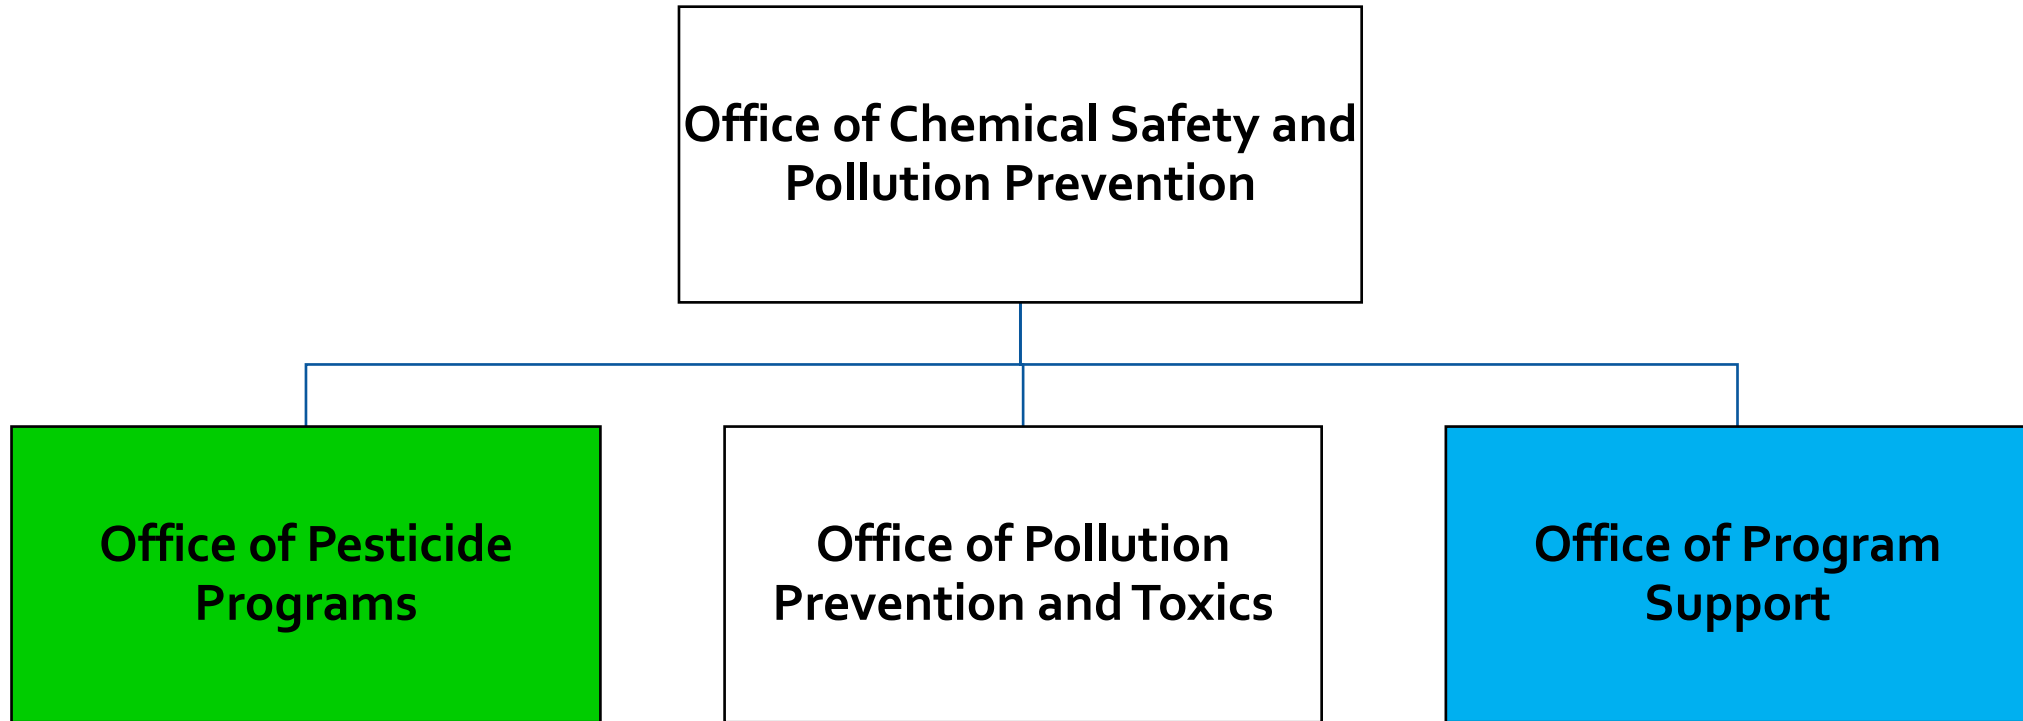 Office of Chemical Safety and
Pollution Prevention
Office of Pesticide
Programs
Office of Pollution
Prevention and Toxics
Office of Program
Support